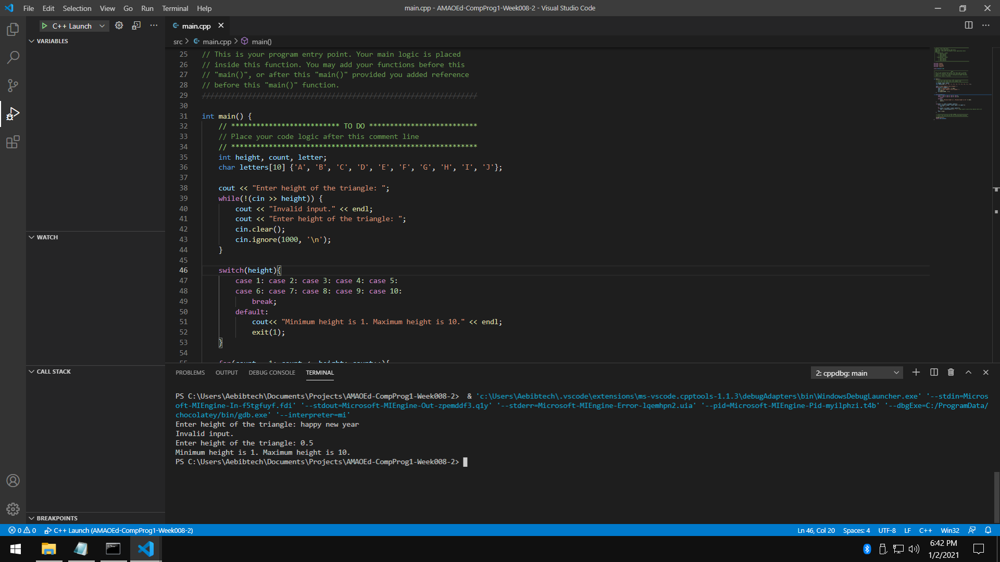 File Edit Selection View Go Run Terminal Help
main.cpp - AMAOEd-CompProg1-Week008-2 - Visual Studio Code
C++ Launch
main.cpp
VARIABLES
src > main.cpp > main()
25 // This is your program entry point. Your main logic is placed
26 // inside this function. You may add your functions before this
27 // "main()", or after this "main()" provided you added reference
28 // before this "main()" function.
29 //////////////////////////////////////////////////////////////////
30
31 int main() {
32 // ************************** TO DO **************************
33 // Place your code logic after this comment line
34 // ***********************************************************
35 int height, count, letter;
36 char letters[10] {'A', 'B', 'C', 'D', 'E', 'F', 'G', 'H', 'I', 'J'};
37
38 cout << "Enter height of the triangle: ";
39 while(!(cin >> height)) {
40 cout << "Invalid input." << endl;
41 cout << "Enter height of the triangle: ";
42 cin.clear();
43 cin.ignore(1000, '\n');
44 }
45
46 switch(height){
47 case 1: case 2: case 3: case 4: case 5:
48 case 6: case 7: case 8: case 9: case 10:
49 break;
50 default:
51 cout<< "Minimum height is 1. Maximum height is 10." << endl;
52 exit(1);
53 }
54
WATCH
CALL STACK
BREAKPOINTS
PROBLEMS OUTPUT DEBUG CONSOLE TERMINAL
2: cppdbg: main
PS C:\Users\Aebibtech\Documents\Projects\AMAOEd-CompProg1-Week008-2> & 'c:\Users\Aebibtech\.vscode\extensions\ms-vscode.cpptools-1.1.3\debugAdapters\bin\WindowsDebugLauncher.exe' '--stdin=Micros
oft-MIEngine-In-f5tgfuyf.fdi' '--stdout=Microsoft-MIEngine-Out-zpemddf3.q1y' '--stderr=Microsoft-MIEngine-Error-lqemhpn2.uia' '--pid=Microsoft-MIEngine-Pid-myilphzi.t4b' '--dbgExe=C:/ProgramData/
chocolatey/bin/gdb.exe' '--interpreter=mi'
Enter height of the triangle: happy new year
Invalid input.
Enter height of the triangle: 0.5
Minimum height is 1. Maximum height is 10.
PS C:\Users\Aebibtech\Documents\Projects\AMAOEd-CompProg1-Week008-2>
0 0 C++ Launch (AMAOEd-CompProg1-Week008-2)
Ln 46, Col 20 Spaces: 4 UTF-8 LF C++ Win32
6:42 PM
1/2/2021